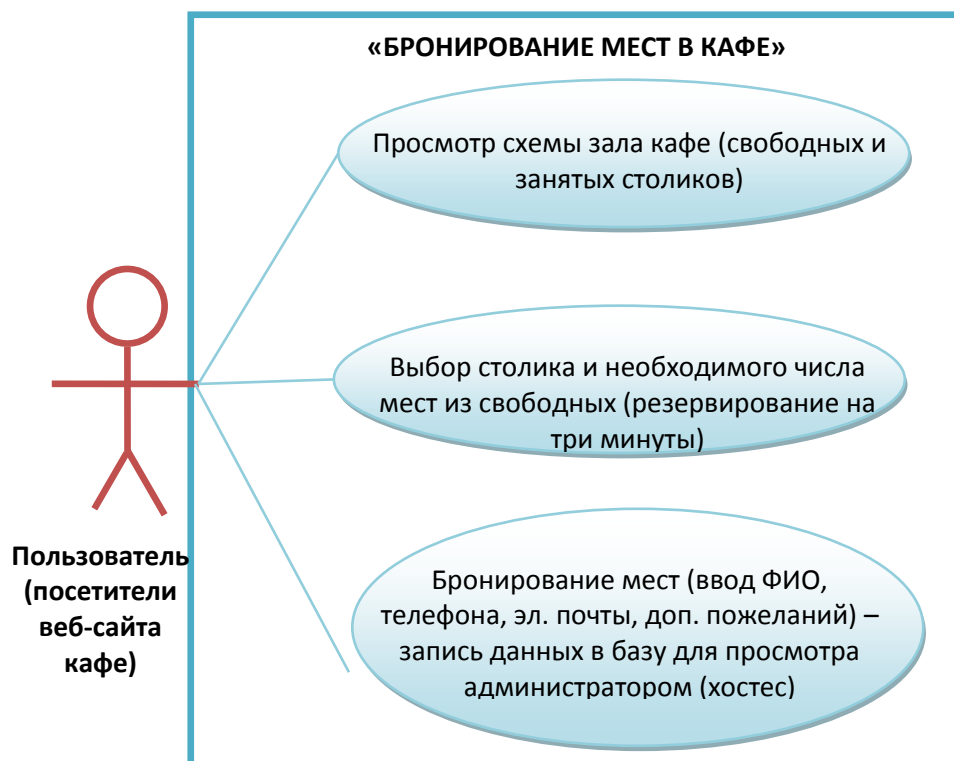 «БРОНИРОВАНИЕ МЕСТ В КАФЕ»
Просмотр схемы зала кафе (свободных и
занятых столиков)
Выбор столика и необходимого числа
мест из свободных (резервирование на
три минуты)
Пользователь
(посетители
веб-сайта
кафе)
Бронирование мест (ввод ФИО,
телефона, эл. почты, доп. пожеланий) –
запись данных в базу для просмотра
администратором (хостес)